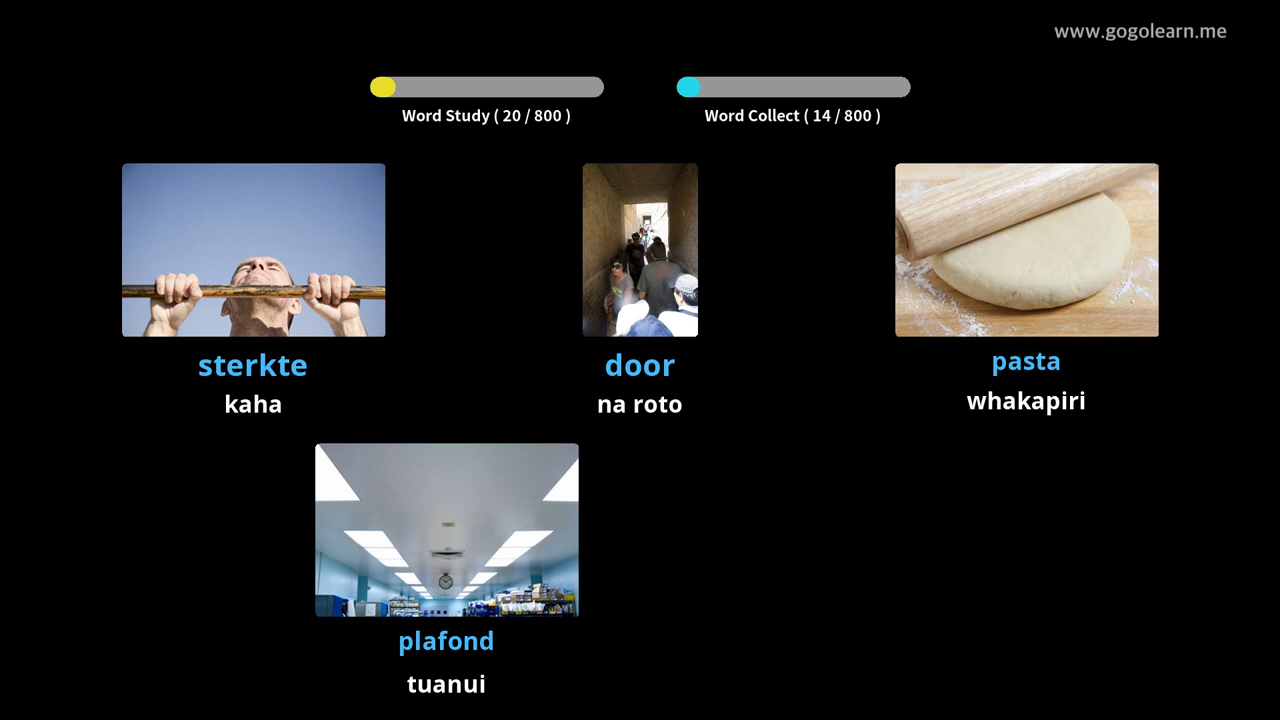 www.gogolearn.me
Word Study ( 20 / 800 )
Word Collect ( 14 / 800 )
sterkte
kaha
door
na roto
pasta
whakapiri
plafond
tuanui